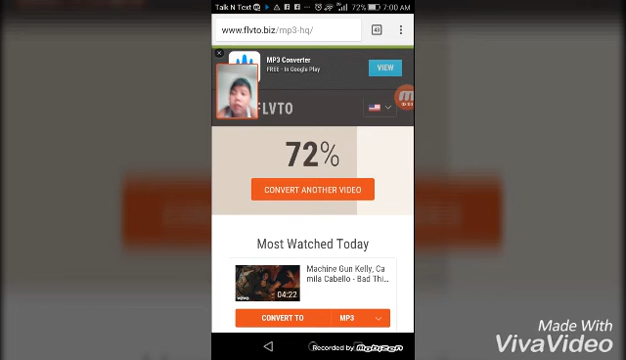 Talk N Text
72% 7:00 AM
www.flvto.biz/mp3-hq/
MP3 Converter
FREE - In Google Play
VIEW
FLVTO
72%
CONVERT ANOTHER VIDEO
Most Watched Today
Machine Gun Kelly, Ca
mila Cabello - Bad Thi...
04:22
CONVERT TO
MP3
Recorded by Mobizen
Made With
VivaVideo